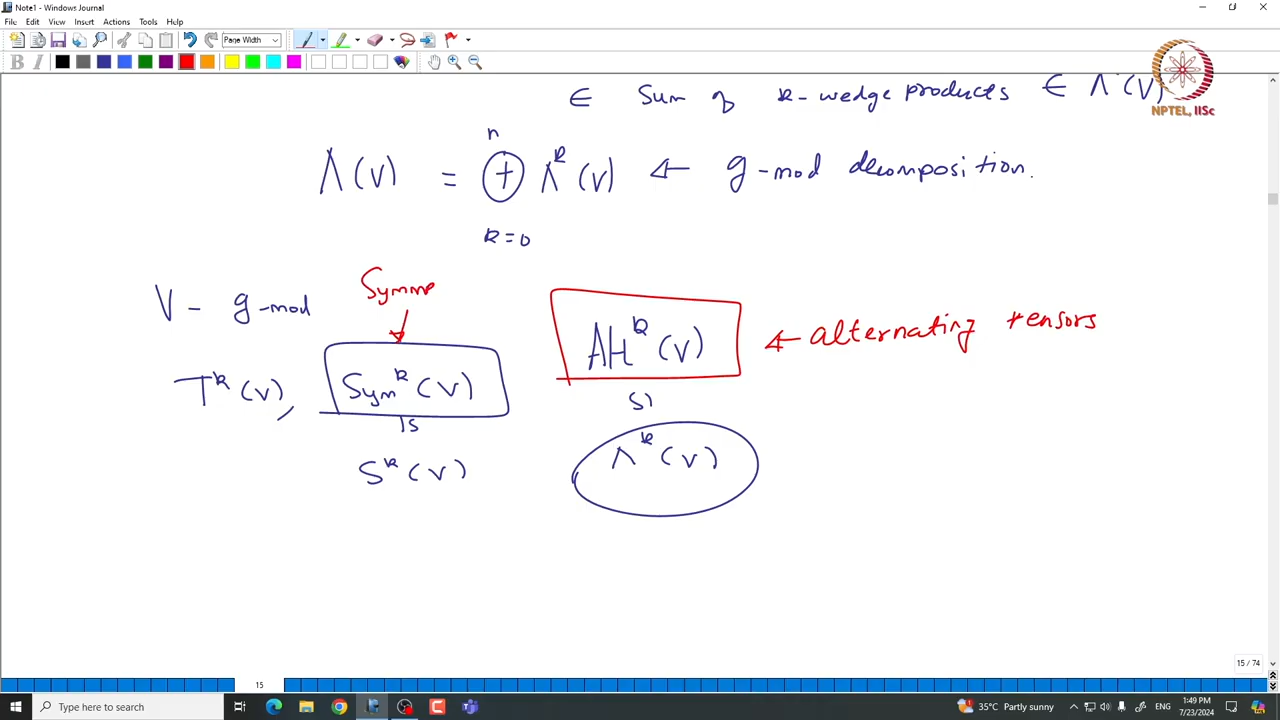 Note1 - Windows Journal
File Edit View Insert Actions Tools Help
Page Width
∈ Sum of k-wedge products ∈ Λ(V)
NPTEL, IISc
n
Λ(V) = ⊕ Λ^k(V) ← g-mod decomposition.
k=0
V - g-mod
Symme
Alt^k(V) ← alternating tensors
T^k(V), Sym^k(V)
S^k(V)
Λ^k(V)
15 / 74
15
Type here to search
35°C Partly sunny
ENG
1:49 PM
7/23/2024